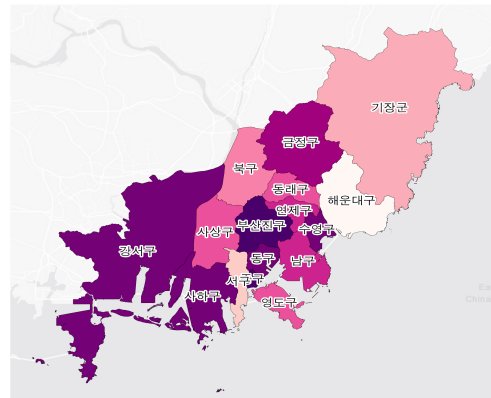 기장군
금정구
북구
동래구
해운대구
연제구
부산진구
수영구
사상구
강서구
동구
남구
서구
중구
사하구
영도구